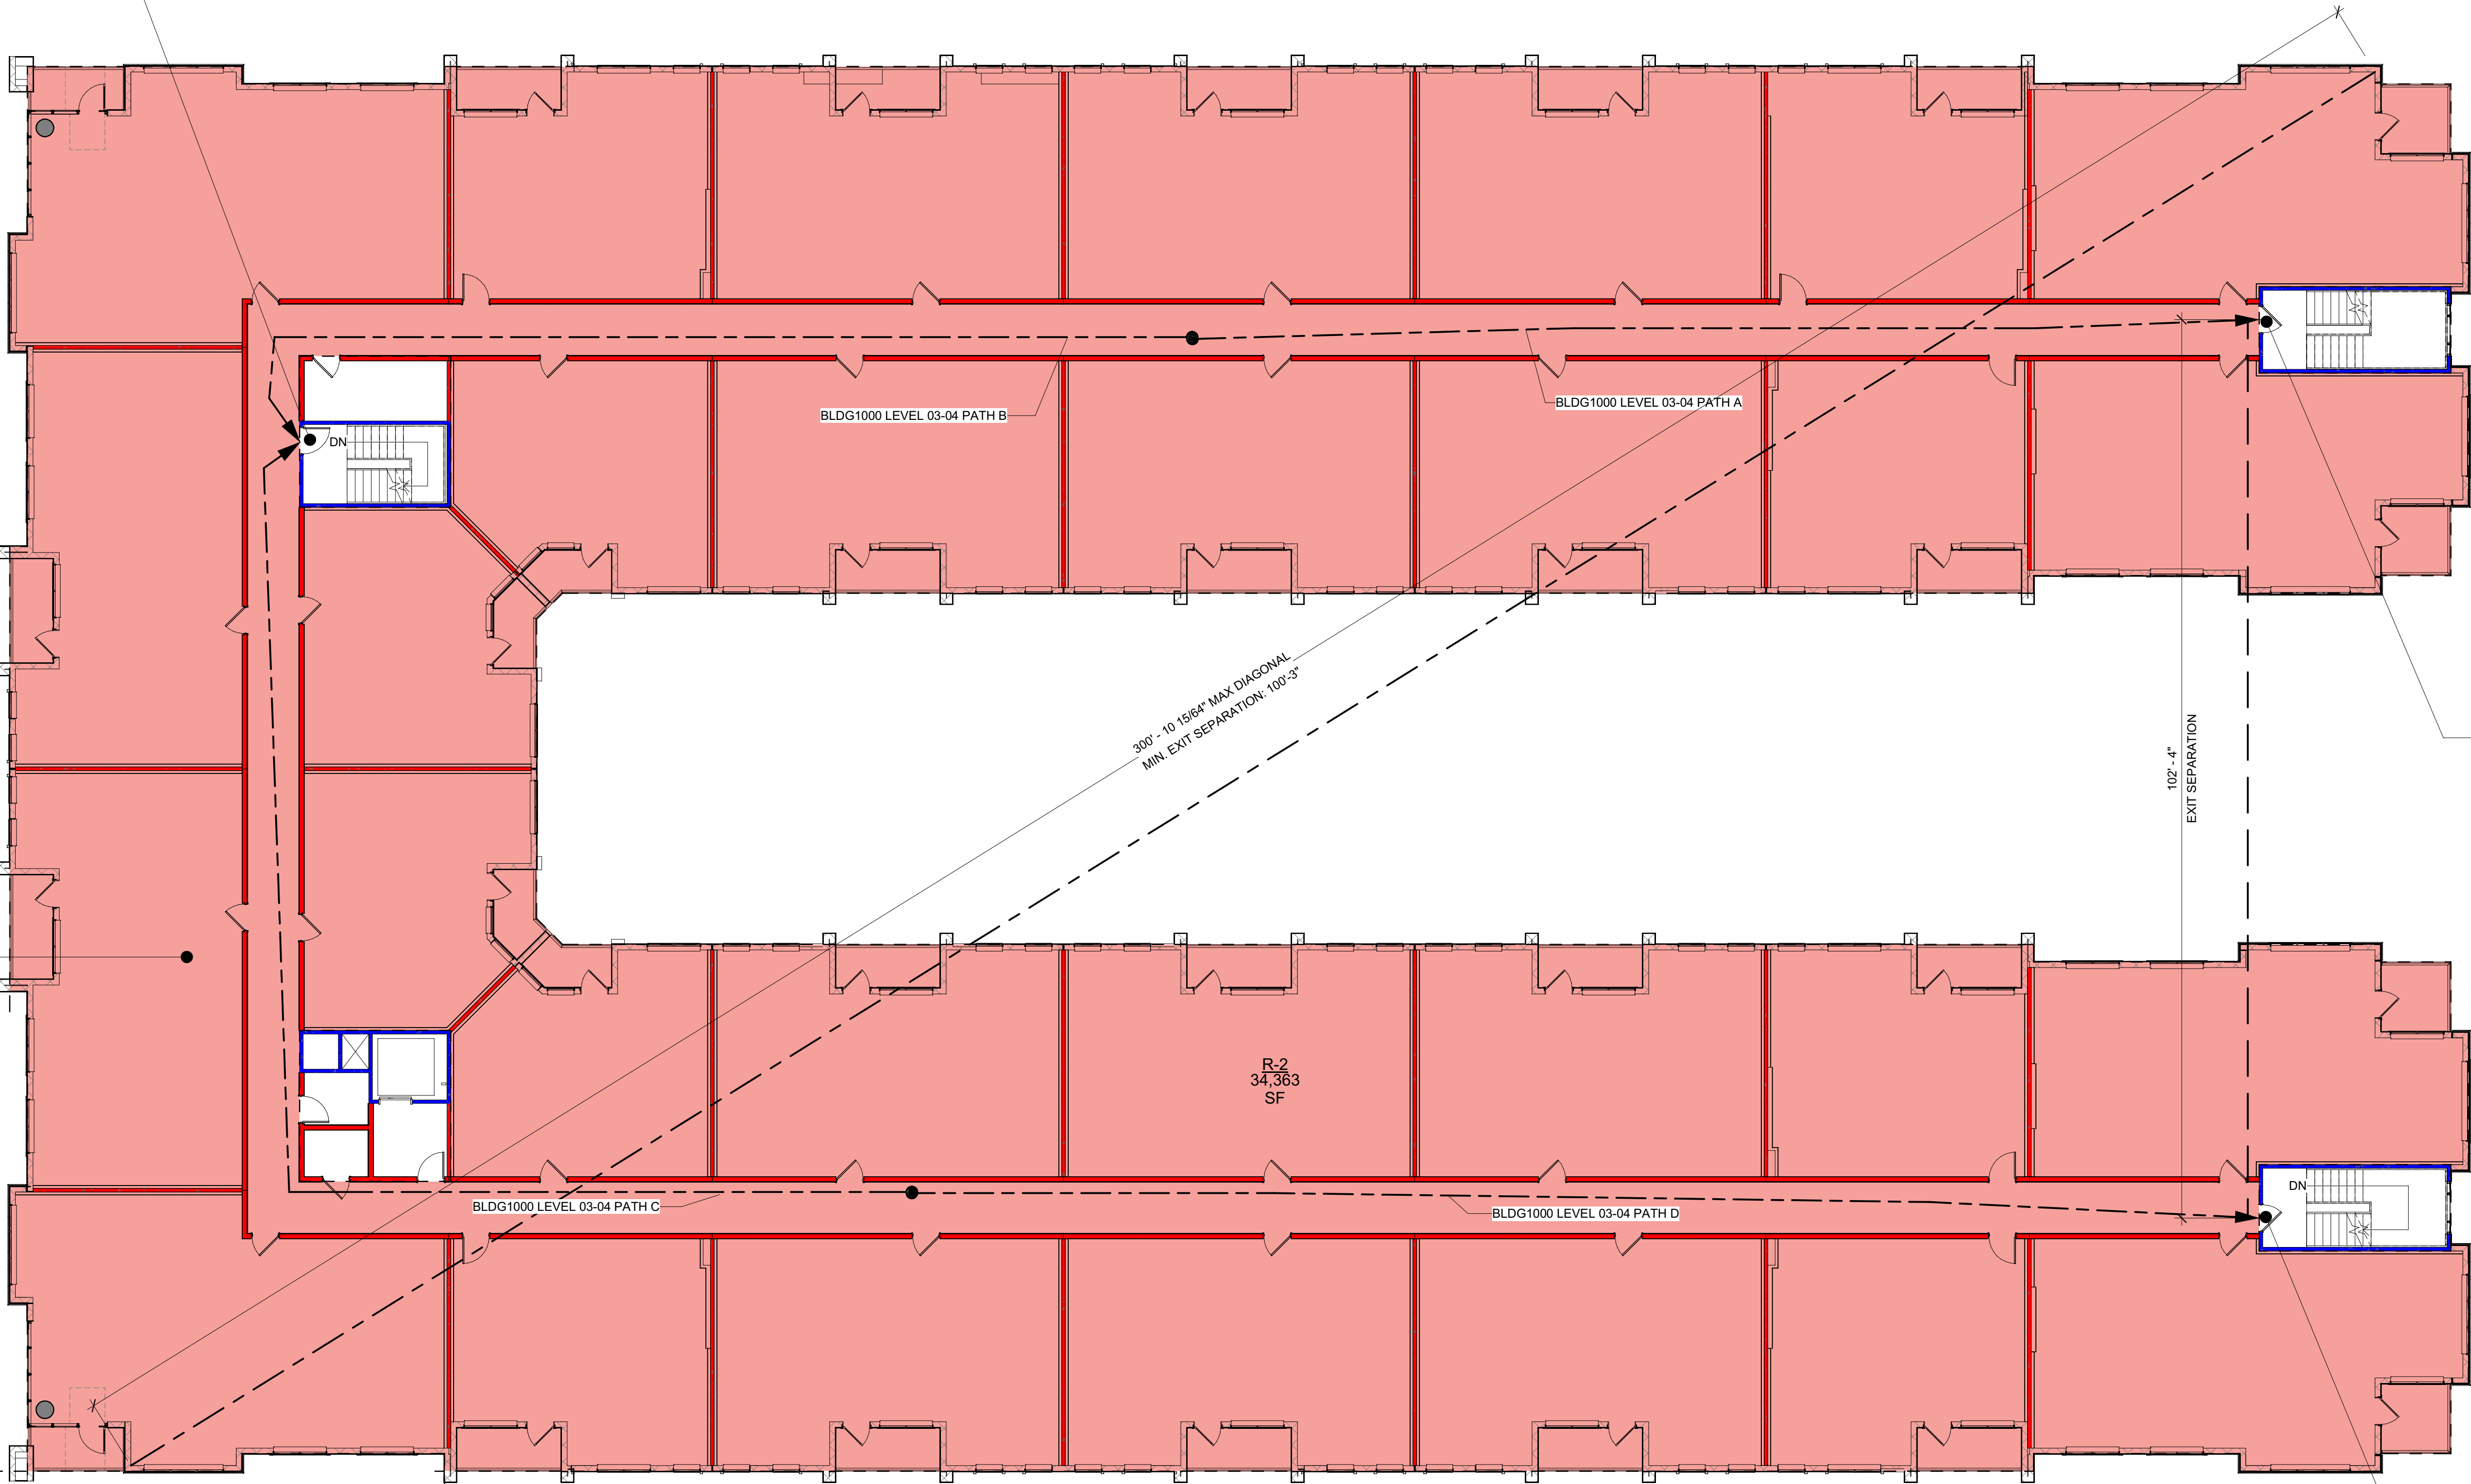 BLDG1000 LEVEL 03-04 PATH B
BLDG1000 LEVEL 03-04 PATH A
DN
300' - 10 15/64" MAX DIAGONAL
MIN. EXIT SEPARATION: 100'-3"
102' - 4"
EXIT SEPARATION
R-2
34,363
SF
DN
BLDG1000 LEVEL 03-04 PATH C
BLDG1000 LEVEL 03-04 PATH D